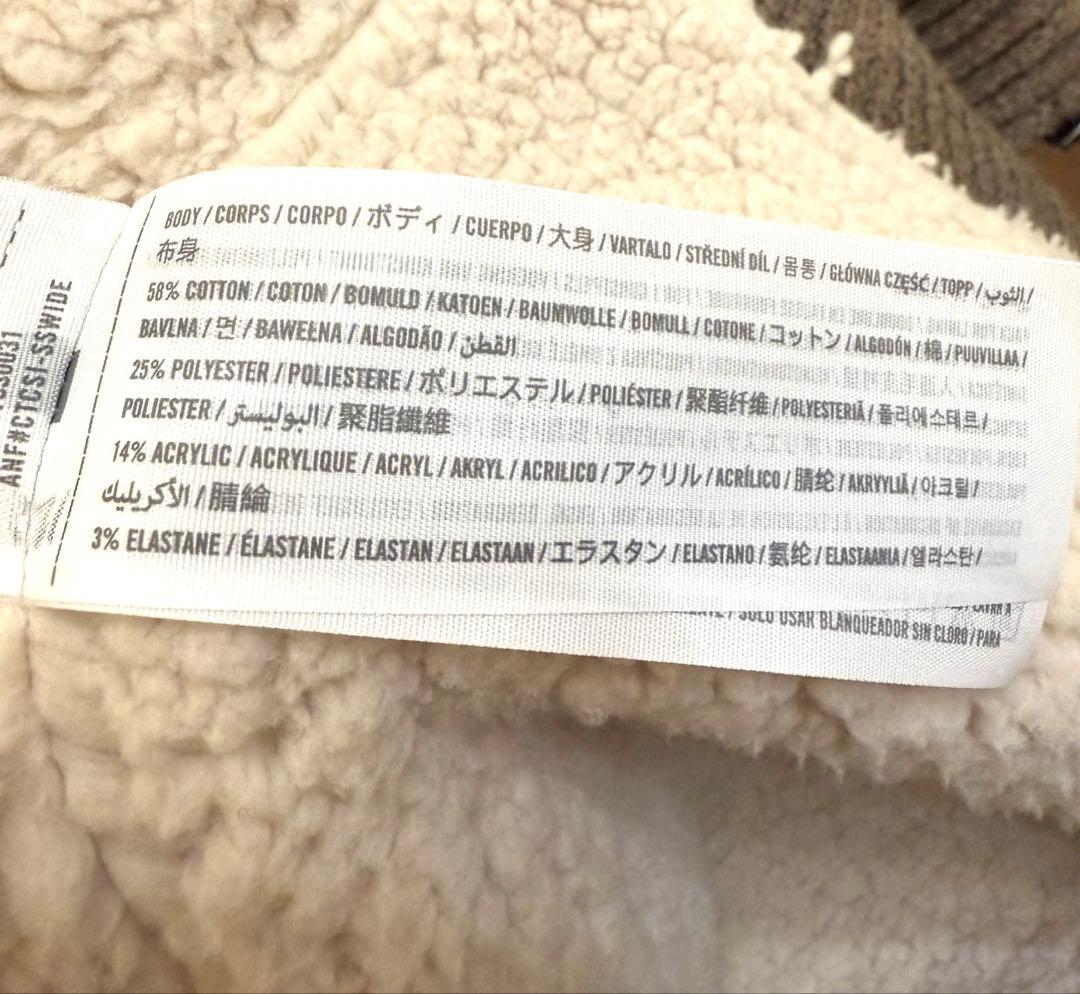 BODY / CORPS / CORPO / ボディ / CUERPO / 大身 / VARTALO / STŘEDNÍ DÍL / 몸통 / GŁÓWNA CZĘŚĆ / TOPP / الثوب /
布身
58% COTTON / COTON / BOMULD / KATOEN / BAUMWOLLE / BOMULL / COTONE / コットン / ALGODÓN / 棉 / PUUVILLAA /
BAVLNA / 면 / BAWEŁNA / ALGODÃO / القطن
25% POLYESTER / POLIESTERE / ポリエステル / POLIÉSTER / 聚酯纤维 / POLYESTERIÄ / 폴리에스테르 /
POLIESTER / البوليستر / 聚脂纖維
14% ACRYLIC / ACRYLIQUE / ACRYL / AKRYL / ACRILICO / アクリル / ACRÍLICO / 腈纶 / AKRYYLIÄ / 아크릴 /
الأكريليك / 腈綸
3% ELASTANE / ÉLASTANE / ELASTAN / ELASTAAN / エラスタン / ELASTANO / 氨纶 / ELASTAANIA / 엘라스탄 /
/ SOLO USAR BLANQUEADOR SIN CLORO / PARA
ANF#CTCSI-SSWIDE